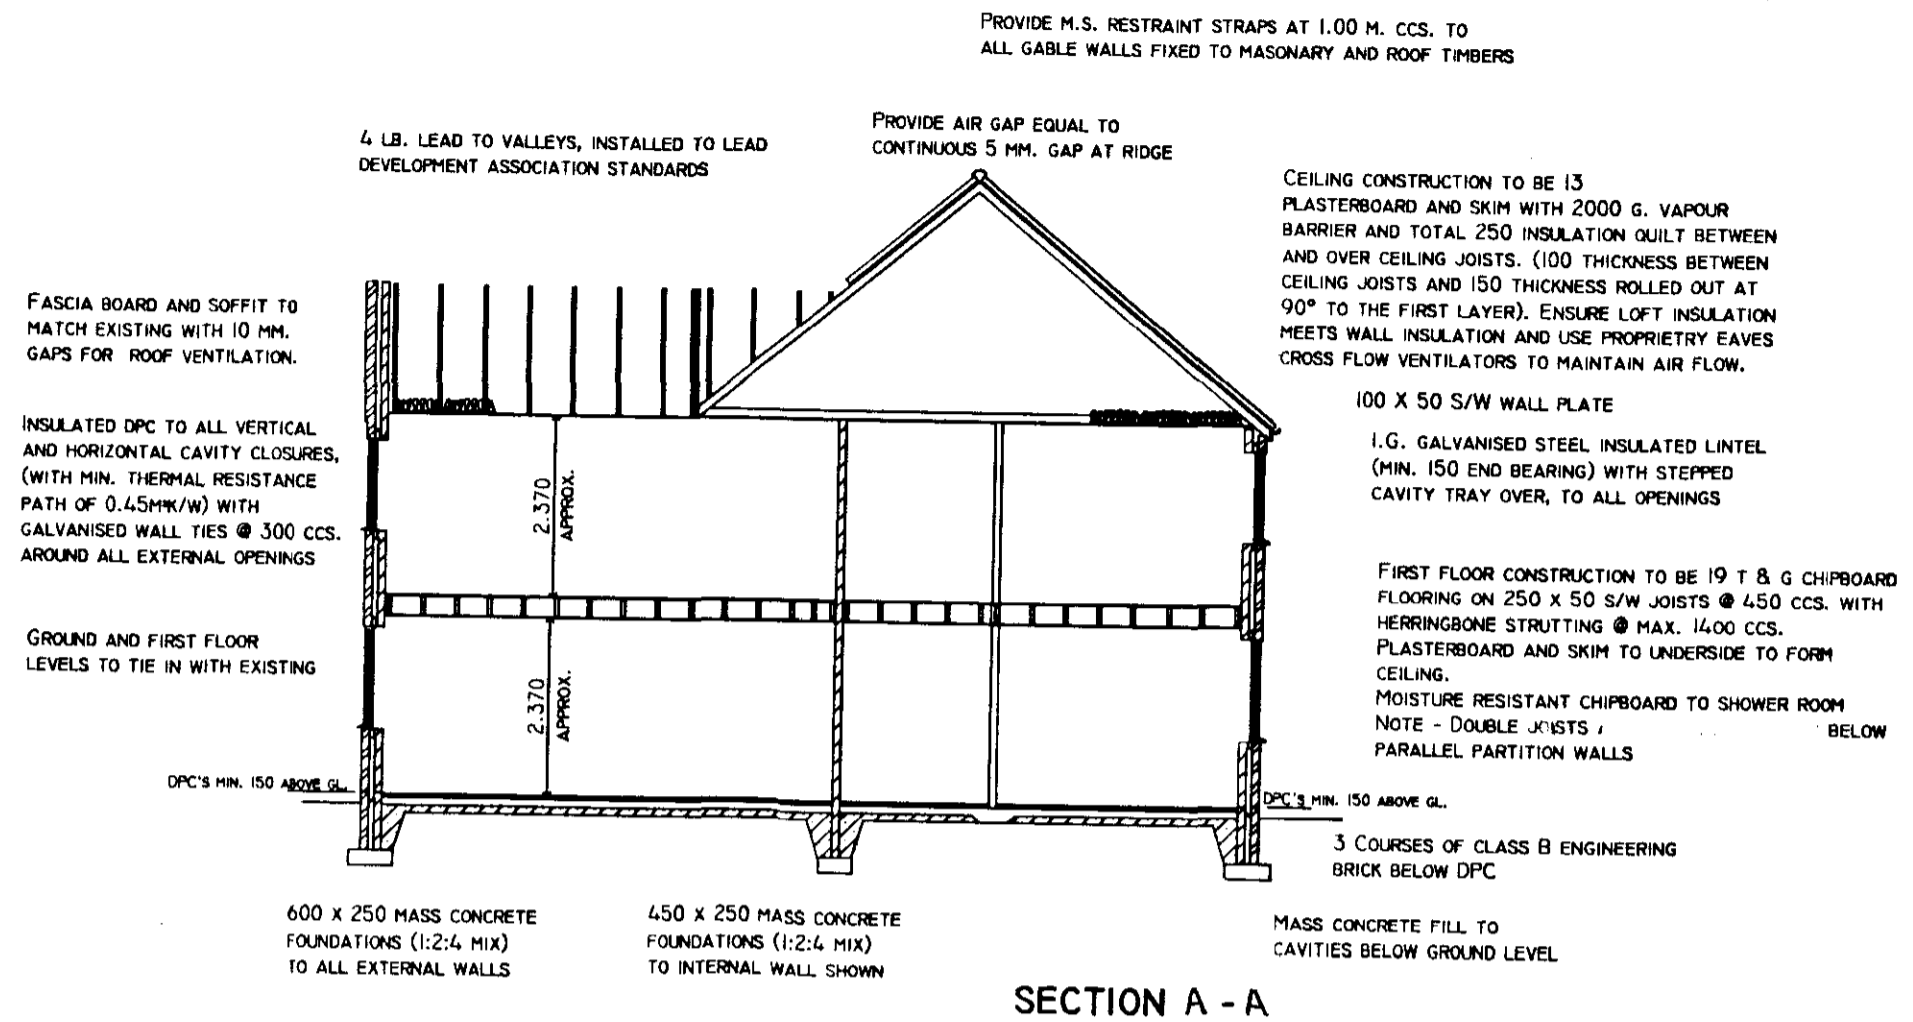 PROVIDE M.S. RESTRAINT STRAPS AT 1.00 M. CCS. TO
ALL GABLE WALLS FIXED TO MASONARY AND ROOF TIMBERS
4 LB. LEAD TO VALLEYS, INSTALLED TO LEAD
DEVELOPMENT ASSOCIATION STANDARDS
PROVIDE AIR GAP EQUAL TO
CONTINUOUS 5 MM. GAP AT RIDGE
CEILING CONSTRUCTION TO BE 13
PLASTERBOARD AND SKIM WITH 2000 G. VAPOUR
BARRIER AND TOTAL 250 INSULATION QUILT BETWEEN
AND OVER CEILING JOISTS. (100 THICKNESS BETWEEN
CEILING JOISTS AND 150 THICKNESS ROLLED OUT AT
90° TO THE FIRST LAYER). ENSURE LOFT INSULATION
MEETS WALL INSULATION AND USE PROPRIETRY EAVES
CROSS FLOW VENTILATORS TO MAINTAIN AIR FLOW.
FASCIA BOARD AND SOFFIT TO
MATCH EXISTING WITH 10 MM.
GAPS FOR ROOF VENTILATION.
100 X 50 S/W WALL PLATE
INSULATED DPC TO ALL VERTICAL
AND HORIZONTAL CAVITY CLOSURES,
(WITH MIN. THERMAL RESISTANCE
PATH OF W) WITH
GALVANISED WALL TIES @ 300 CCS.
AROUND ALL EXTERNAL OPENINGS
I.G. GALVANISED STEEL INSULATED LINTEL
(MIN. 150 END BEARING) WITH STEPPED
CAVITY TRAY OVER, TO ALL OPENINGS
2.370
APPROX.
FIRST FLOOR CONSTRUCTION TO BE 19 T & G CHIPBOARD
FLOORING ON 250 X 50 S/W JOISTS @ 450 CCS. WITH
HERRINGBONE STRUTTING @ MAX. 1400 CCS.
PLASTERBOARD AND SKIM TO UNDERSIDE TO FORM
CEILING.
MOISTURE RESISTANT CHIPBOARD TO SHOWER ROOM
NOTE - DOUBLE JOISTS BELOW
PARALLEL PARTITION WALLS
GROUND AND FIRST FLOOR
LEVELS TO TIE IN WITH EXISTING
2.370
APPROX.
DPC'S MIN. 150 ABOVE GL.
DPC'S MIN. 150 ABOVE GL.
3 COURSES OF CLASS B ENGINEERING
BRICK BELOW DPC
600 X 250 MASS CONCRETE
FOUNDATIONS (1:2:4 MIX)
TO ALL EXTERNAL WALLS
450 X 250 MASS CONCRETE
FOUNDATIONS (1:2:4 MIX)
TO INTERNAL WALL SHOWN
MASS CONCRETE FILL TO
CAVITIES BELOW GROUND LEVEL
SECTION A - A